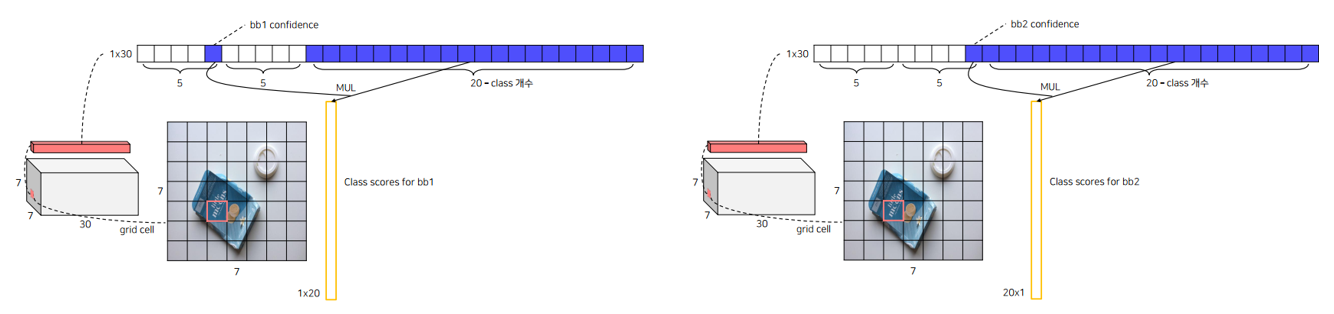 bb1 confidence
1x30
5
5
20 - class 개수
MUL
7
7
30
grid cell
7
7
Class scores for bb1
1x20
bb2 confidence
1x30
5
5
20 - class 개수
MUL
7
7
30
grid cell
7
7
Class scores for bb2
20x1